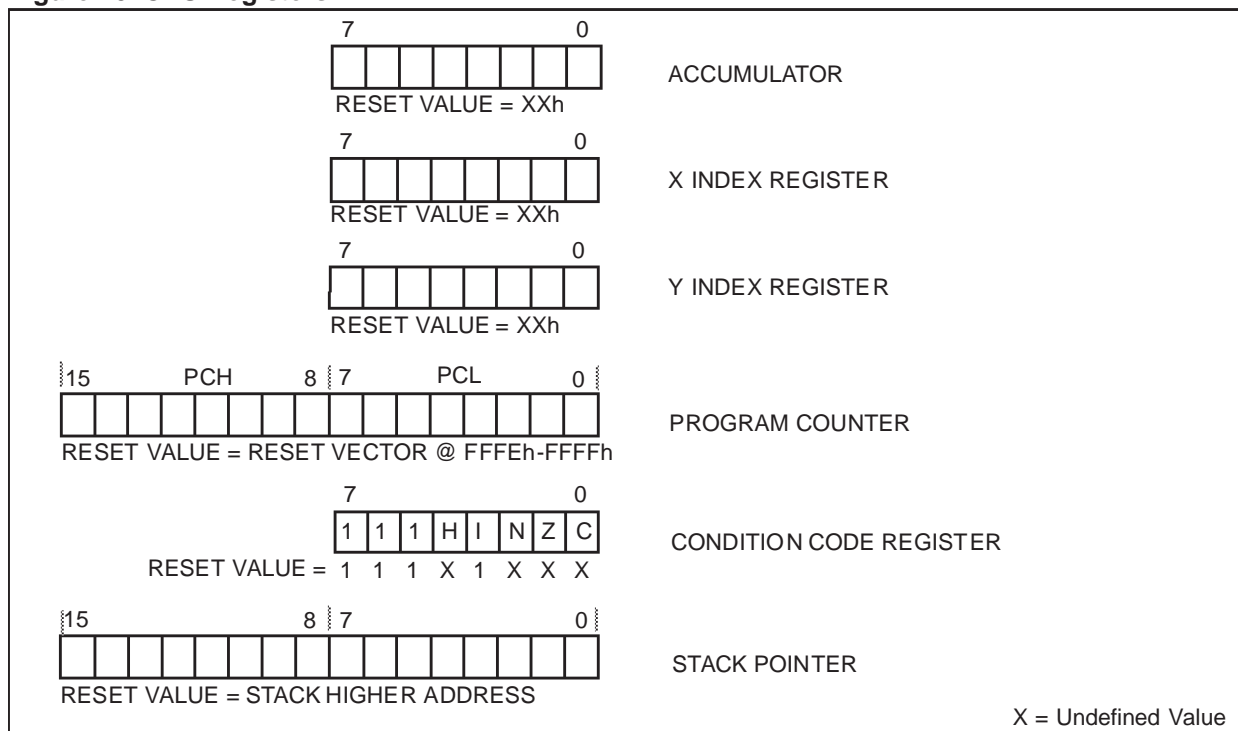 7 0
ACCUMULATOR
RESET VALUE = XXh
7 0
X INDEX REGISTER
RESET VALUE = XXh
7 0
Y INDEX REGISTER
RESET VALUE = XXh
15 PCH 8 7 PCL 0
PROGRAM COUNTER
RESET VALUE = RESET VECTOR @ FFFEh-FFFFh
7 0
1 1 1 H I N Z C
CONDITION CODE REGISTER
RESET VALUE = 1 1 1 X 1 X X X
15 8 7 0
STACK POINTER
RESET VALUE = STACK HIGHER ADDRESS
X = Undefined Value